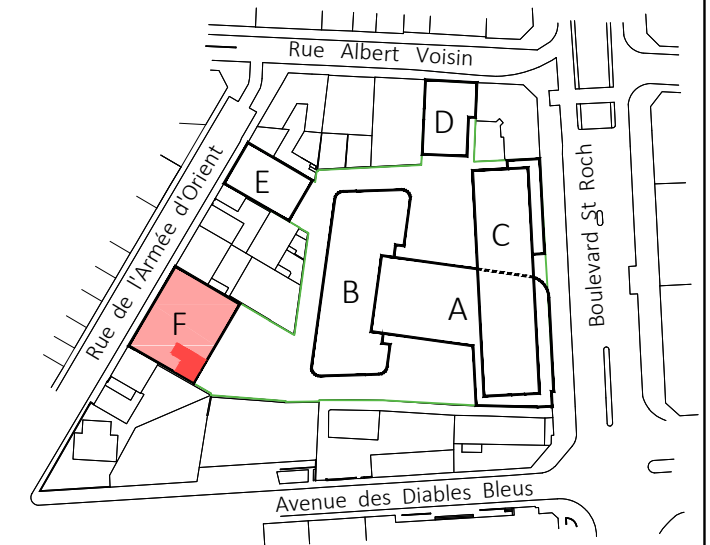 Rue Albert Voisin
D
E
Rue de l'Armée d'Orient
C
Boulevard St Roch
B
A
F
Avenue des Diables Bleus